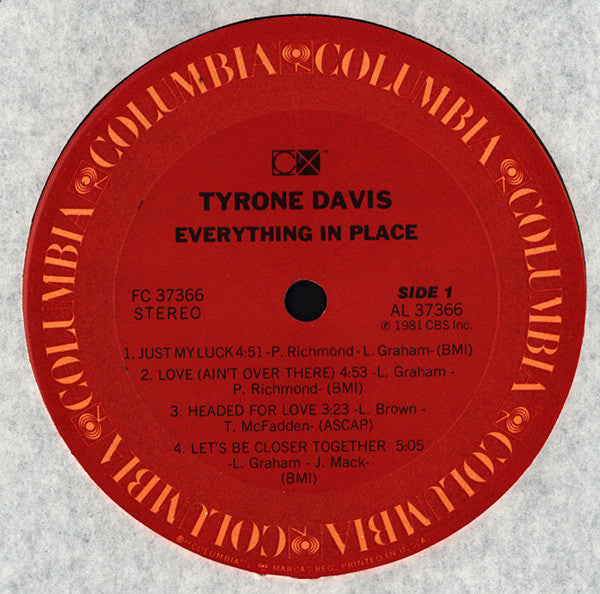 COLUMBIA COLUMBIA COLUMBIA COLUMBIA COLUMBIA COLUMBIA COLUMBIA
CX
TYRONE DAVIS
EVERYTHING IN PLACE
FC 37366
STEREO
SIDE 1
AL 37366
℗ 1981 CBS Inc.
1. JUST MY LUCK 4:51 -P. Richmond - L. Graham- (BMI)
2. LOVE (AIN'T OVER THERE) 4:53 -L. Graham -
P. Richmond- (BMI)
3. HEADED FOR LOVE 3:23 -L. Brown -
T. McFadden- (ASCAP)
4. LET'S BE CLOSER TOGETHER 5:05
-L. Graham - J. Mack-
(BMI)
"COLUMBIA", MARCAS REG. PRINTED IN U.S.A.